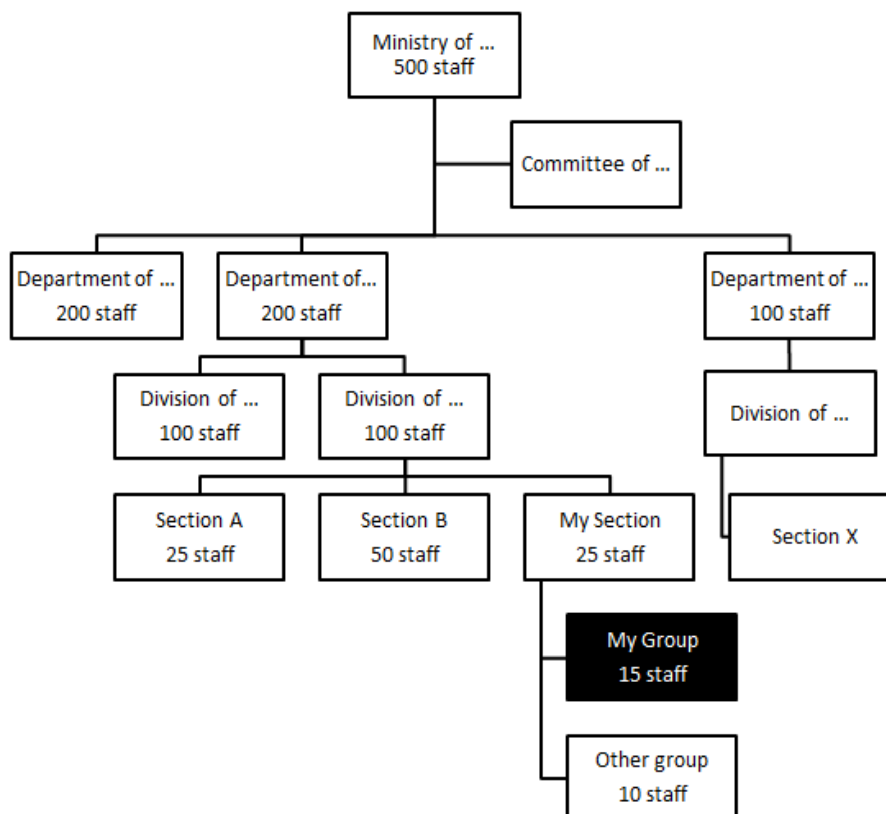 Ministry of ...
500 staff
Committee of ...
Department of ...
200 staff
Department of...
200 staff
Department of ...
100 staff
Division of ...
100 staff
Division of ...
100 staff
Division of ...
Section A
25 staff
Section B
50 staff
My Section
25 staff
Section X
My Group
15 staff
Other group
10 staff